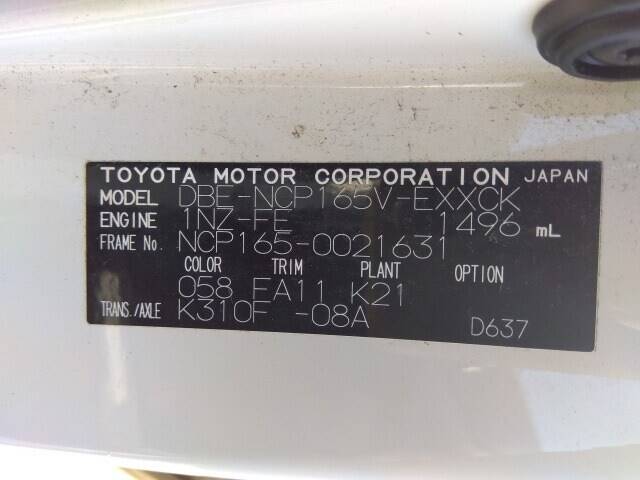 TOYOTA MOTOR CORPORATION JAPAN
MODEL DBE-NCP165V-EXXCK
ENGINE 1NZ-FE 1496 mL
FRAME No. NCP165-0021631
COLOR TRIM PLANT OPTION
058 FA11 K21
TRANS./AXLE K310F -08A D637